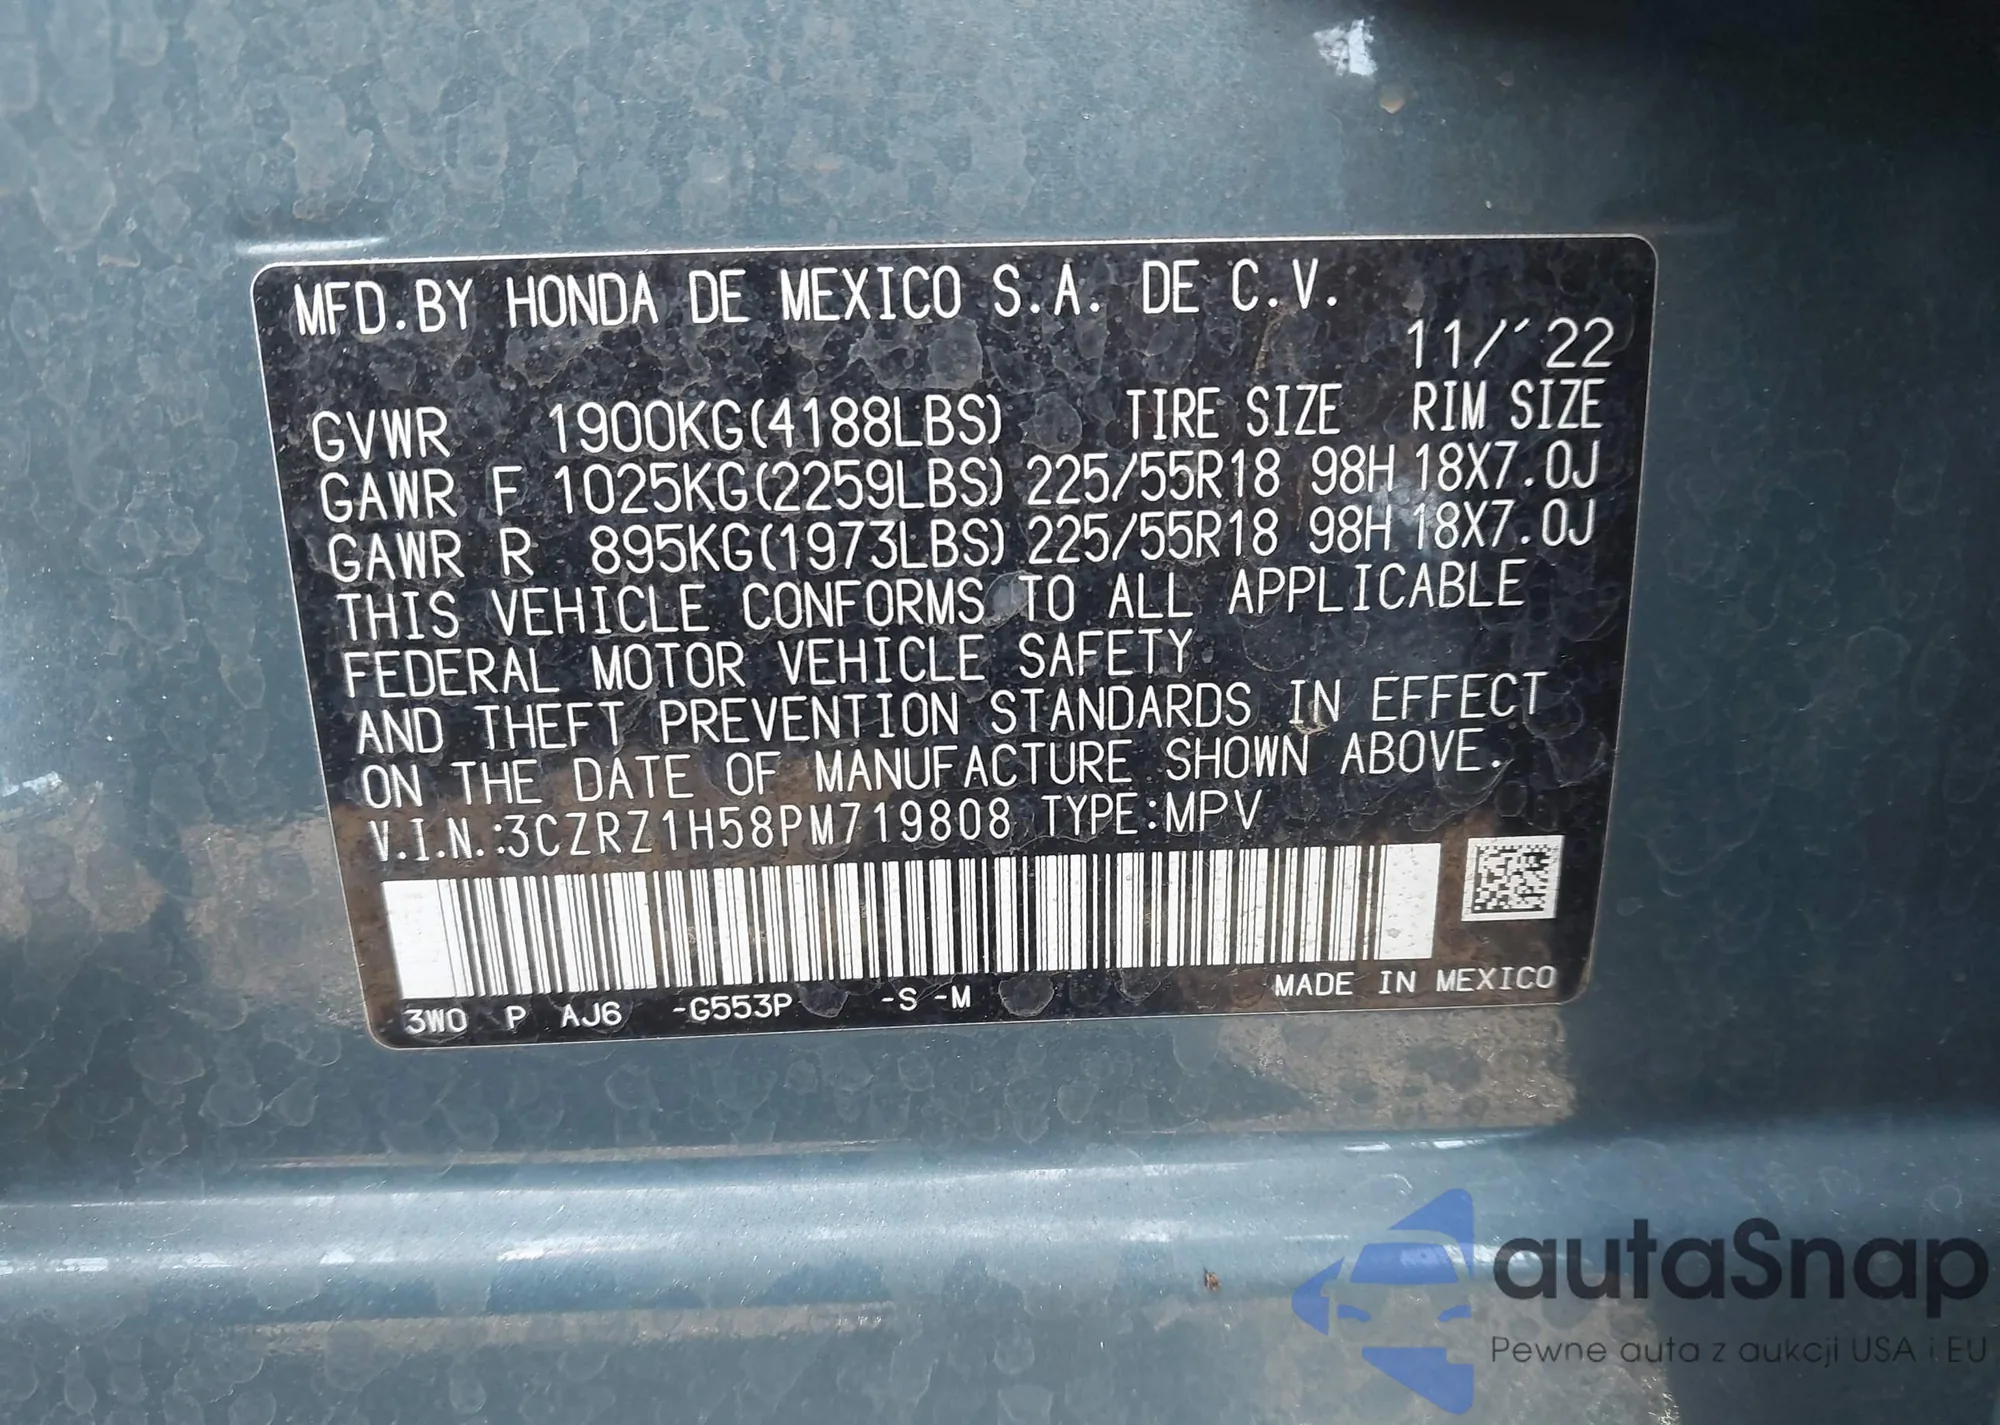 MFD.BY HONDA DE MEXICO S.A. DE C.V.
11/´22
GVWR 1900KG(4188LBS) TIRE SIZE RIM SIZE
GAWR F 1025KG(2259LBS) 225/55R18 98H 18X7.0J
GAWR R 895KG(1973LBS) 225/55R18 98H 18X7.0J
THIS VEHICLE CONFORMS TO ALL APPLICABLE
FEDERAL MOTOR VEHICLE SAFETY
AND THEFT PREVENTION STANDARDS IN EFFECT
ON THE DATE OF MANUFACTURE SHOWN ABOVE.
V.I.N.:3CZRZ1H58PM719808 TYPE:MPV
3W0 P AJ6 -G553P -S -M MADE IN MEXICO
autaSnap
Pewne auta z aukcji USA i EU